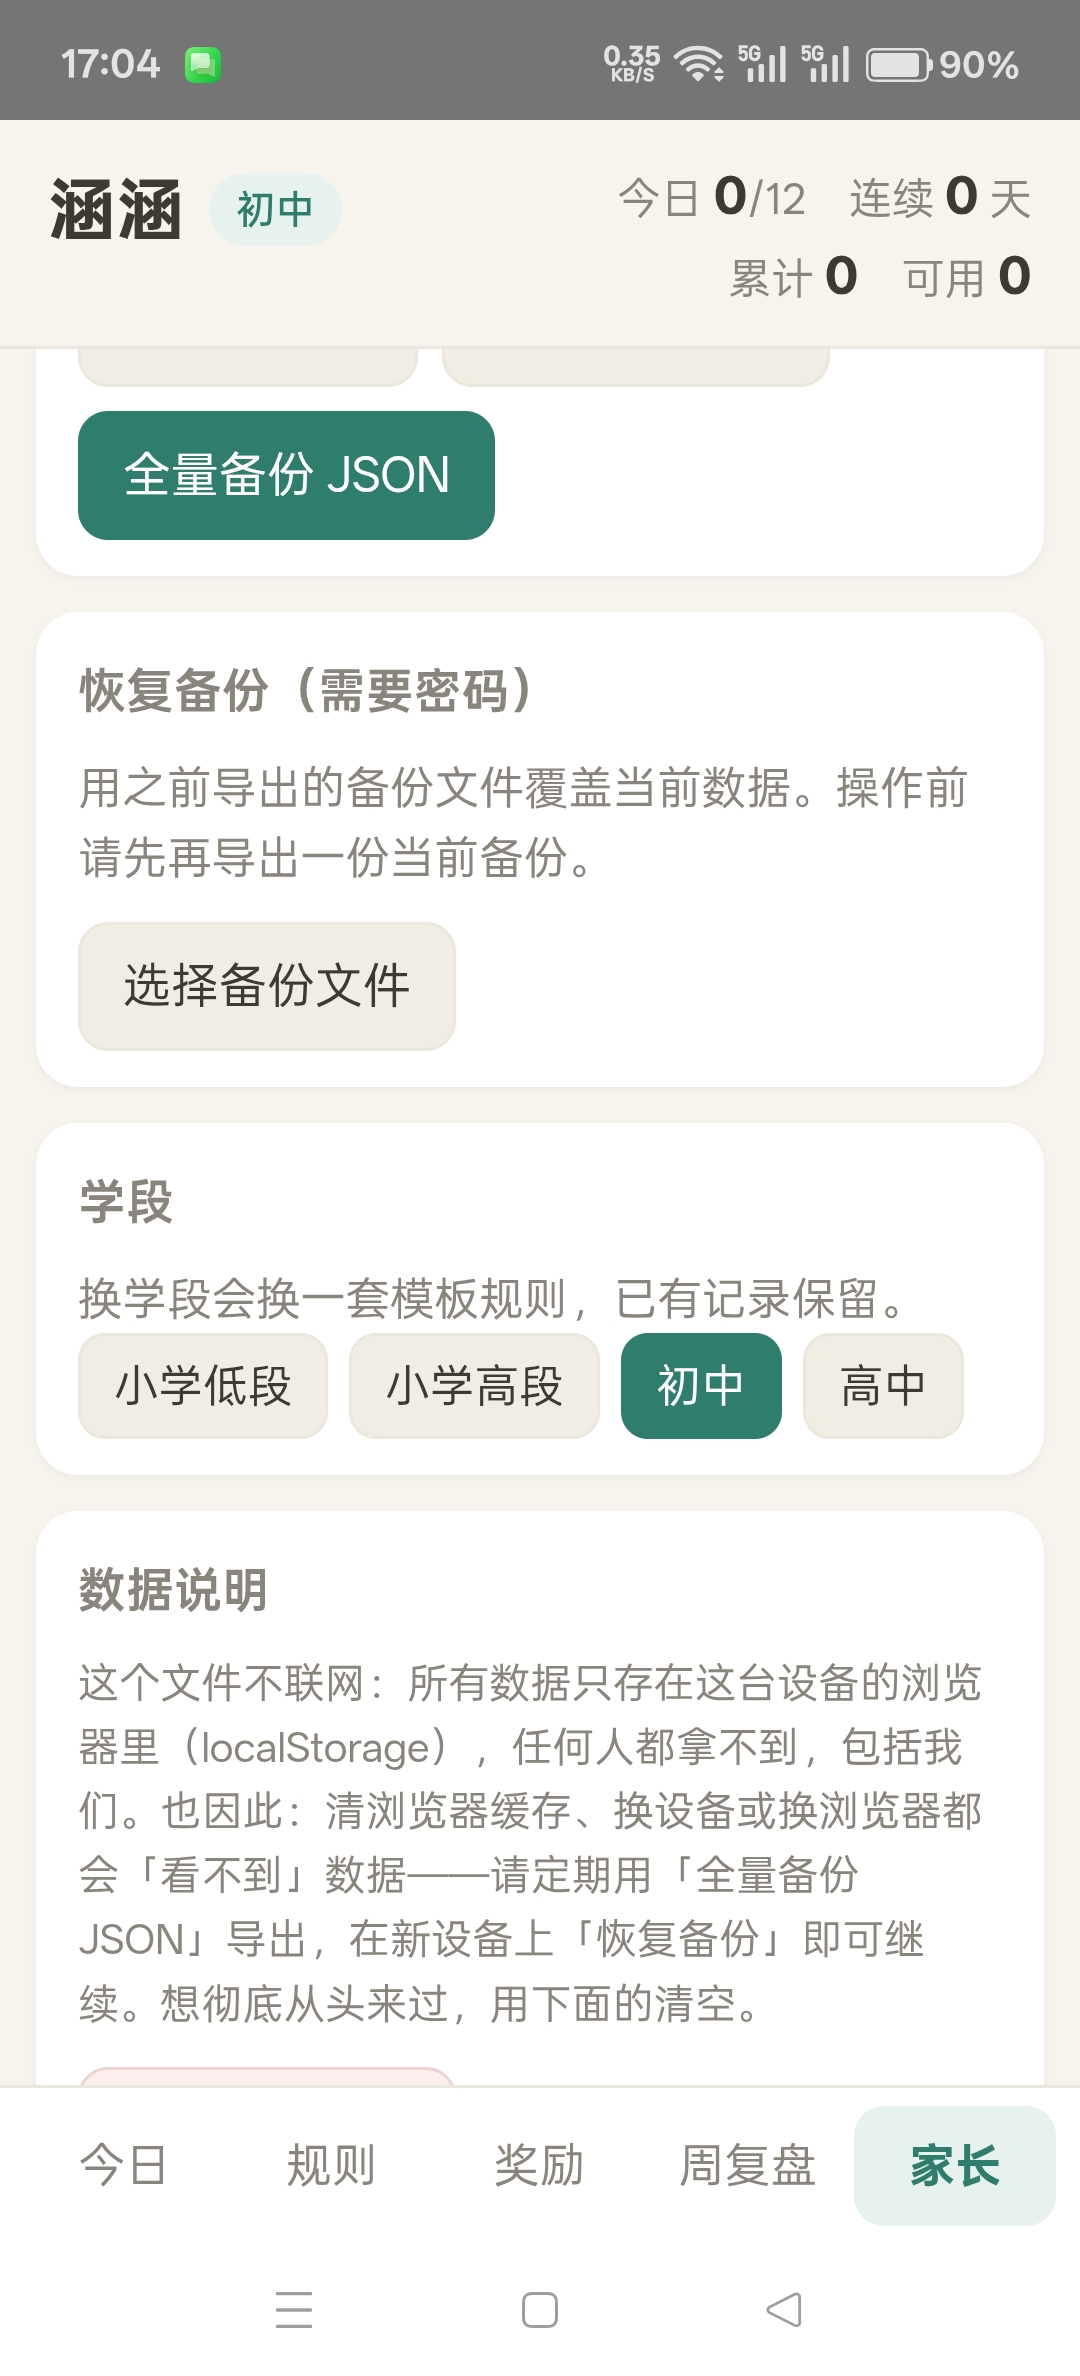 17:04
0.35 KB/S 5G 5G 90%
涵涵 初中
今日 0/12 连续 0 天
累计 0 可用 0
全量备份 JSON
恢复备份（需要密码）
用之前导出的备份文件覆盖当前数据。操作前
请先再导出一份当前备份。
选择备份文件
学段
换学段会换一套模板规则，已有记录保留。
小学低段 小学高段 初中 高中
数据说明
这个文件不联网：所有数据只存在这台设备的浏览
器里（localStorage），任何人都拿不到，包括我
们。也因此：清浏览器缓存、换设备或换浏览器都
会「看不到」数据——请定期用「全量备份
JSON」导出，在新设备上「恢复备份」即可继
续。想彻底从头来过，用下面的清空。
今日 规则 奖励 周复盘 家长